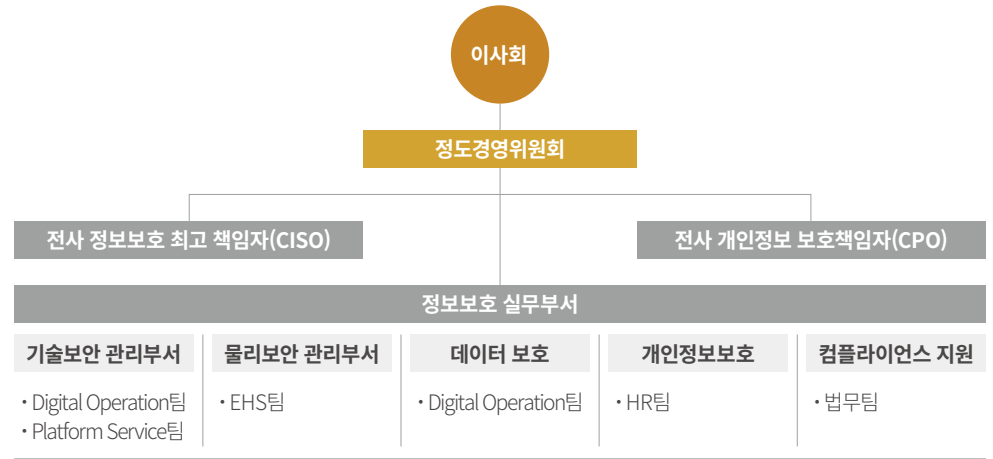 이사회
정도경영위원회
전사 정보보호 최고 책임자(CISO)
전사 개인정보 보호책임자(CPO)
정보보호 실무부서
기술보안 관리부서
물리보안 관리부서
데이터 보호
개인정보보호
컴플라이언스 지원
・Digital Operation팀
・Platform Service팀
・EHS팀
・Digital Operation팀
・HR팀
・법무팀